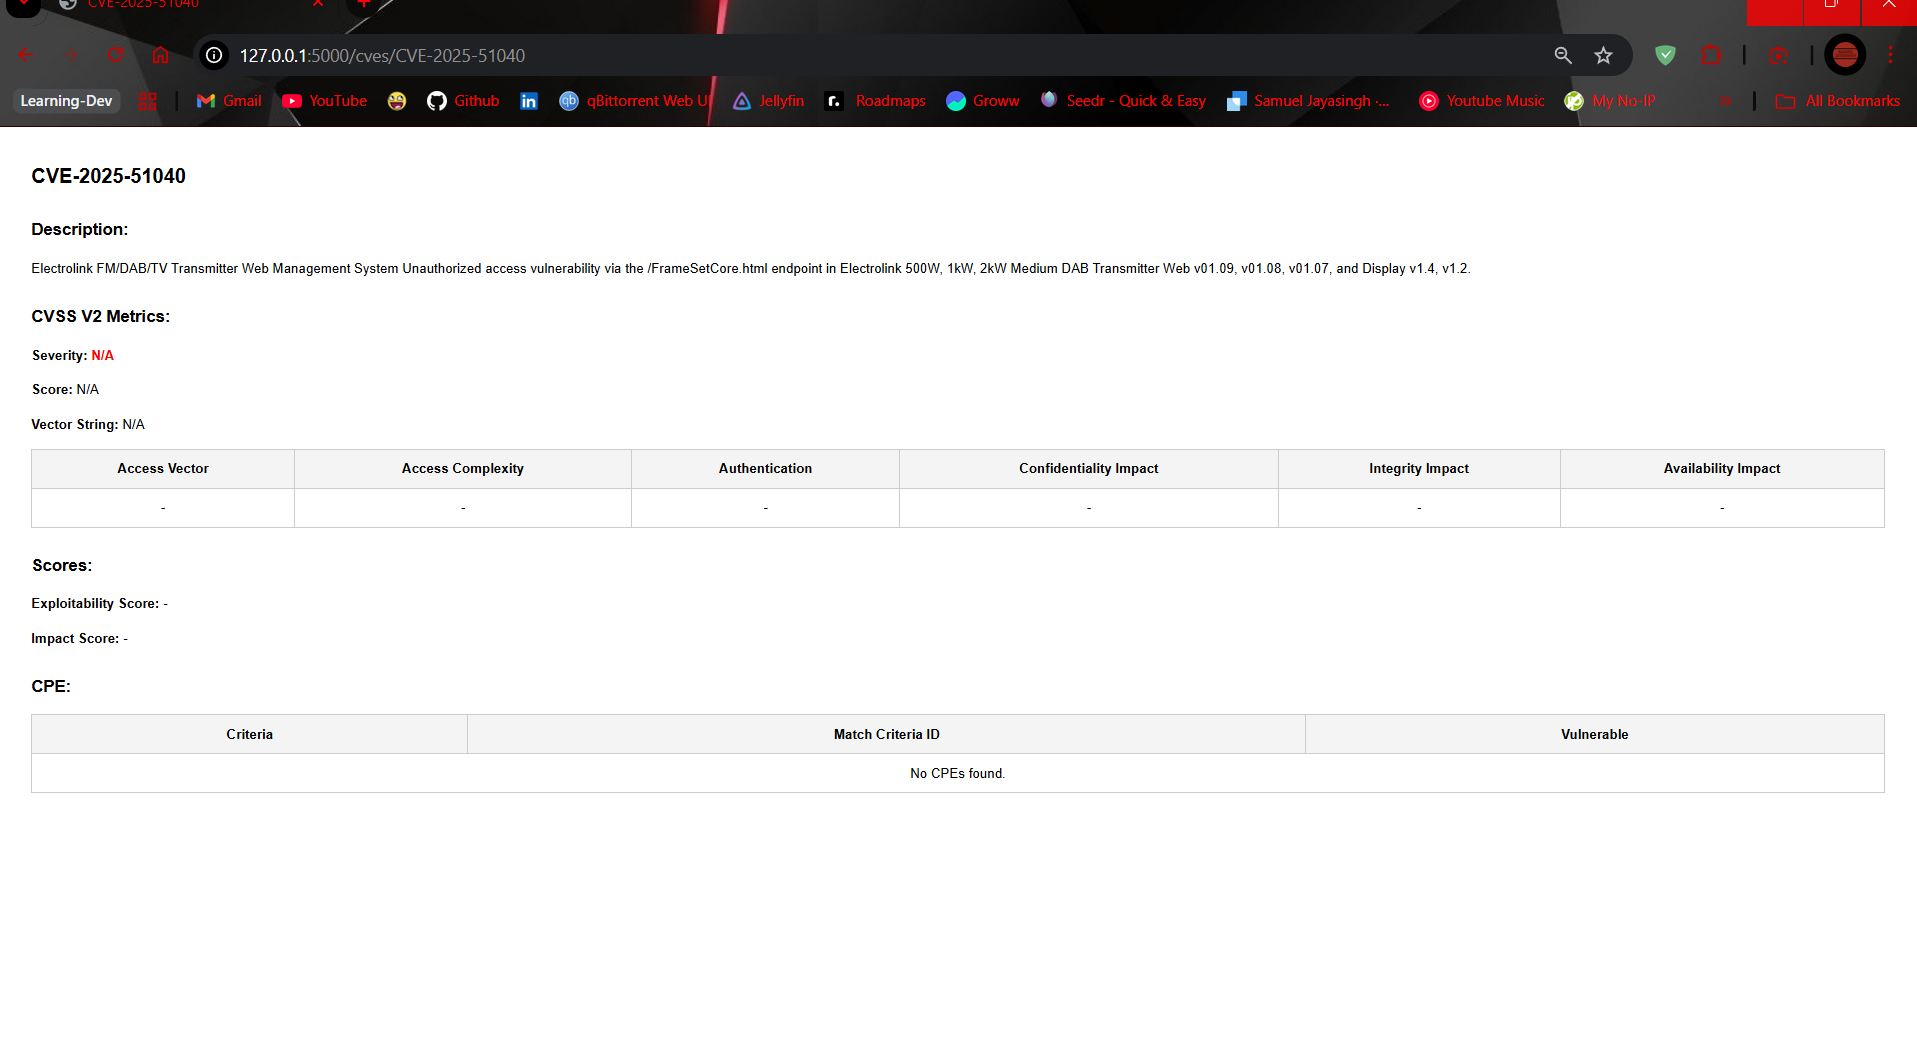 CVE-2025-51040
127.0.0.1:5000/cves/CVE-2025-51040
Learning-Dev Gmail YouTube Github qBittorrent Web UI Jellyfin Roadmaps Groww Seedr - Quick & Easy Samuel Jayasingh -... Youtube Music My No-IP » All Bookmarks
CVE-2025-51040
Description:
Electrolink FM/DAB/TV Transmitter Web Management System Unauthorized access vulnerability via the /FrameSetCore.html endpoint in Electrolink 500W, 1kW, 2kW Medium DAB Transmitter Web v01.09, v01.08, v01.07, and Display v1.4, v1.2.
CVSS V2 Metrics:
Severity: N/A
Score: N/A
Vector String: N/A
Access Vector Access Complexity Authentication Confidentiality Impact Integrity Impact Availability Impact
- - - - - -
Scores:
Exploitability Score: -
Impact Score: -
CPE:
Criteria Match Criteria ID Vulnerable
No CPEs found.